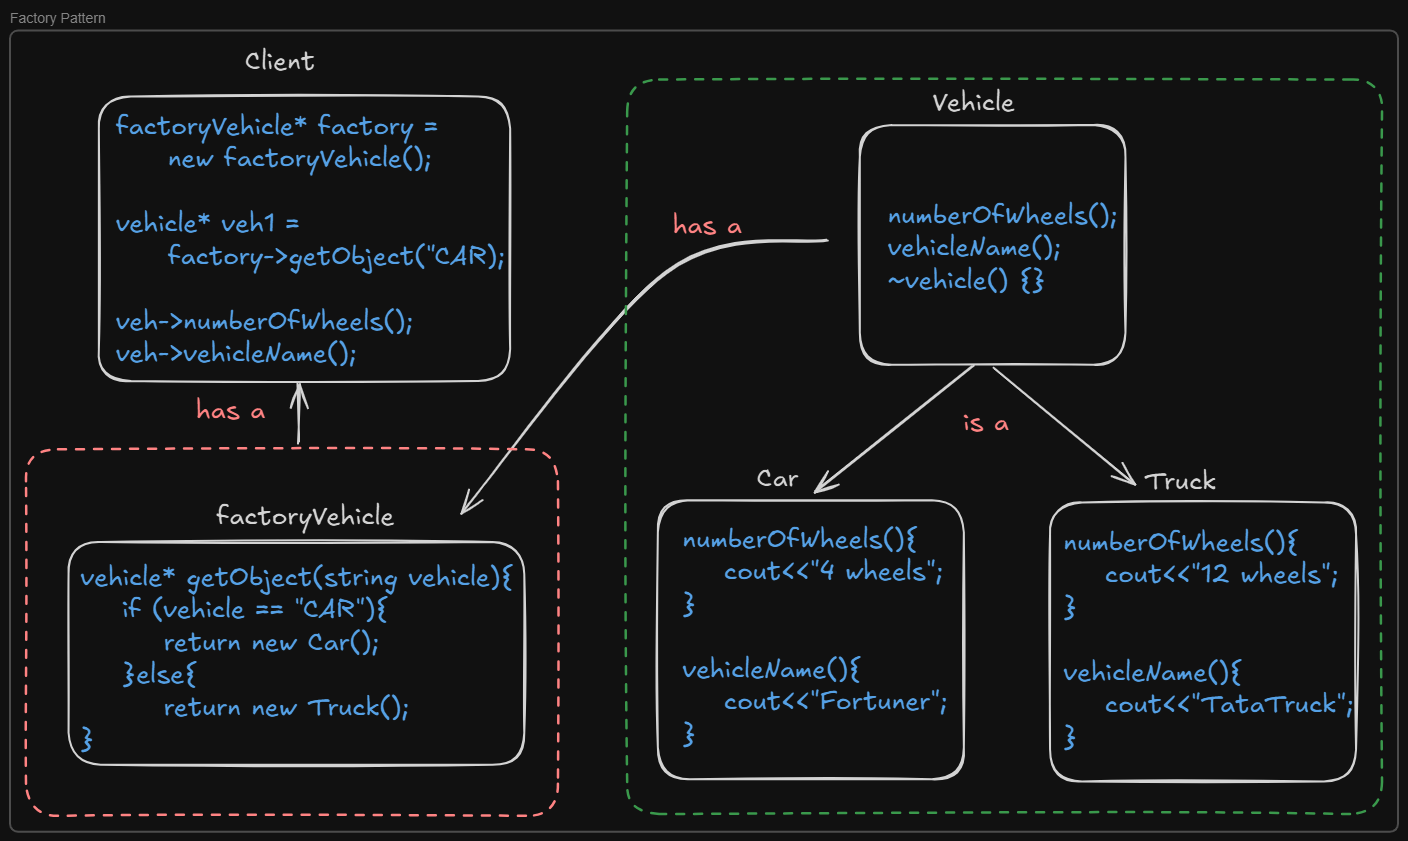 Factory Pattern
Client
factoryVehicle* factory =
new factoryVehicle();
vehicle* veh1 =
factory->getObject("CAR);
veh->numberOfWheels();
veh->vehicleName();
has a
factoryVehicle
vehicle* getObject(string vehicle){
if (vehicle == "CAR"){
return new Car();
}else{
return new Truck();
}
has a
Vehicle
numberOfWheels();
vehicleName();
~vehicle() {}
is a
Car
numberOfWheels(){
cout<<"4 wheels";
}
vehicleName(){
cout<<"Fortuner";
}
Truck
numberOfWheels(){
cout<<"12 wheels";
}
vehicleName(){
cout<<"TataTruck";
}